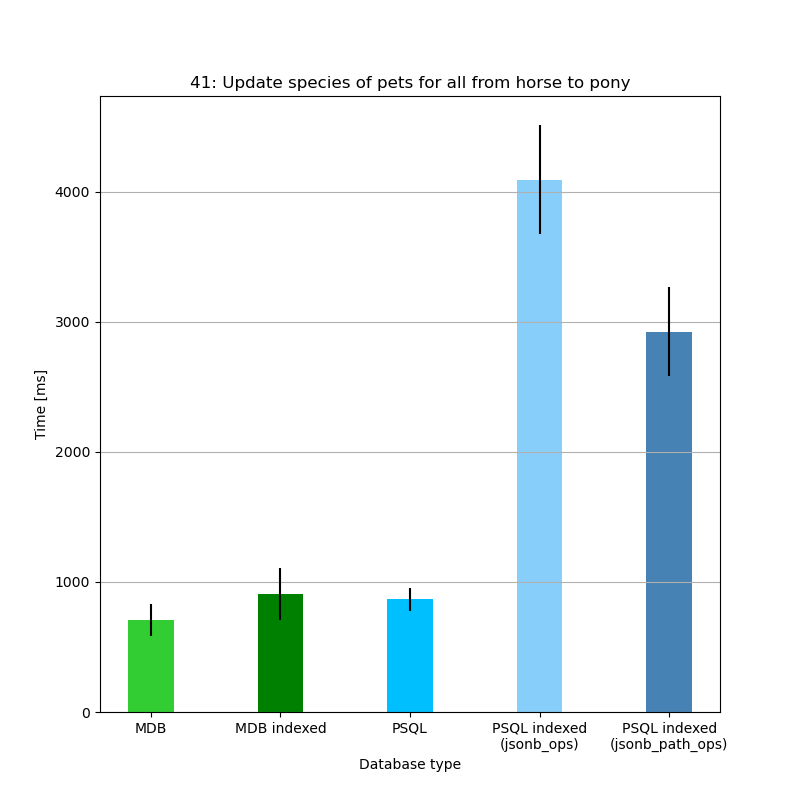 41: Update species of pets for all from horse to pony
Time [ms]
4000
3000
2000
1000
0
MDB
MDB indexed
PSQL
PSQL indexed
(jsonb_ops)
PSQL indexed
(jsonb_path_ops)
Database type